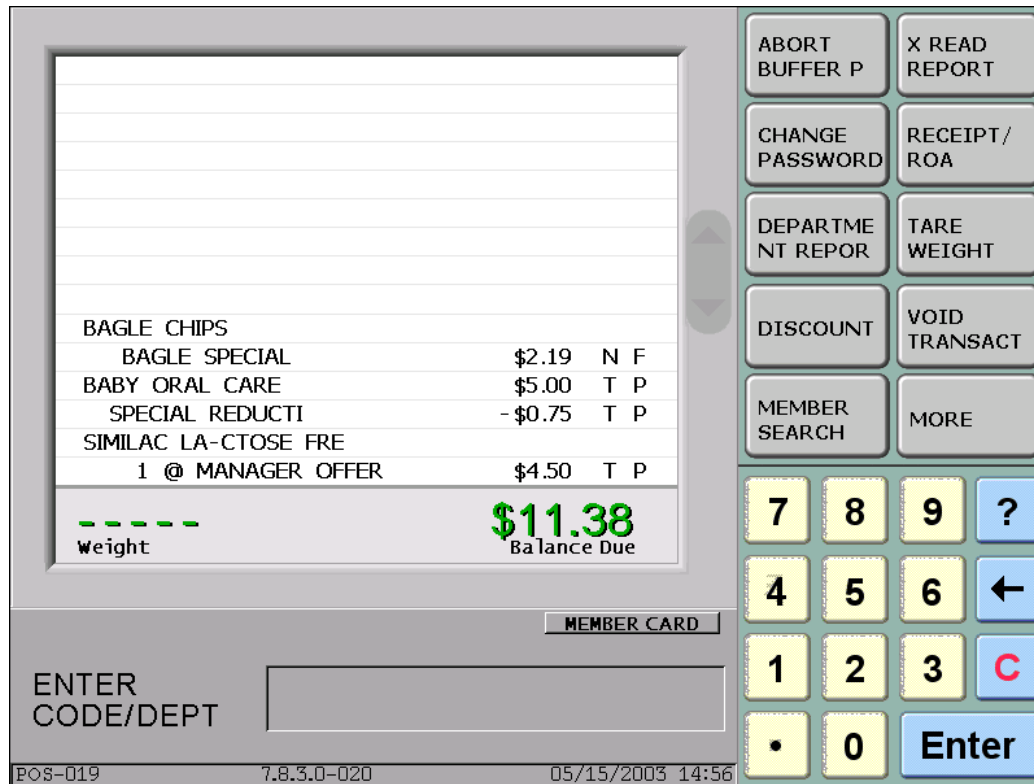 BAGLE CHIPS
BAGLE SPECIAL $2.19 N F
BABY ORAL CARE $5.00 T P
SPECIAL REDUCTI -$0.75 T P
SIMILAC LA-CTOSE FRE
1 @ MANAGER OFFER $4.50 T P
----- $11.38
Weight Balance Due
MEMBER CARD
ENTER
CODE/DEPT
POS-019 7.8.3.0-020 05/15/2003 14:56
ABORT
BUFFER P
X READ
REPORT
CHANGE
PASSWORD
RECEIPT/
ROA
DEPARTME
NT REPOR
TARE
WEIGHT
DISCOUNT
VOID
TRANSACT
MEMBER
SEARCH
MORE
7 8 9 ?
4 5 6 ←
1 2 3 C
. 0 Enter